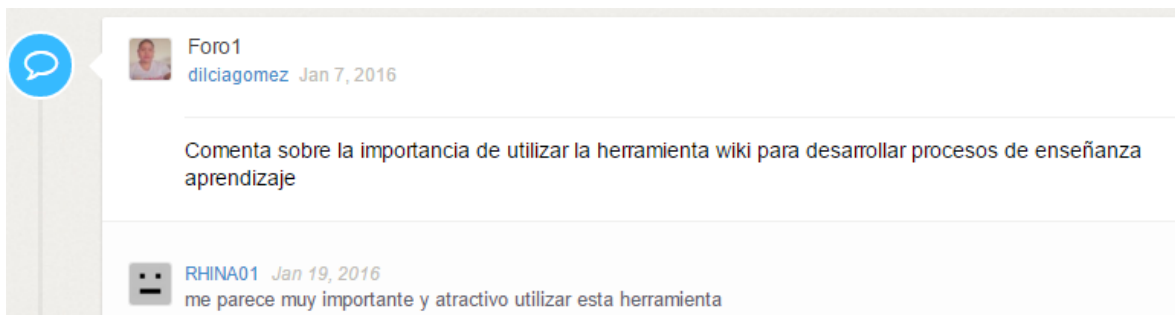 Foro1
dilciagomez Jan 7, 2016
Comenta sobre la importancia de utilizar la herramienta wiki para desarrollar procesos de enseñanza
aprendizaje
RHINA01 Jan 19, 2016
me parece muy importante y atractivo utilizar esta herramienta